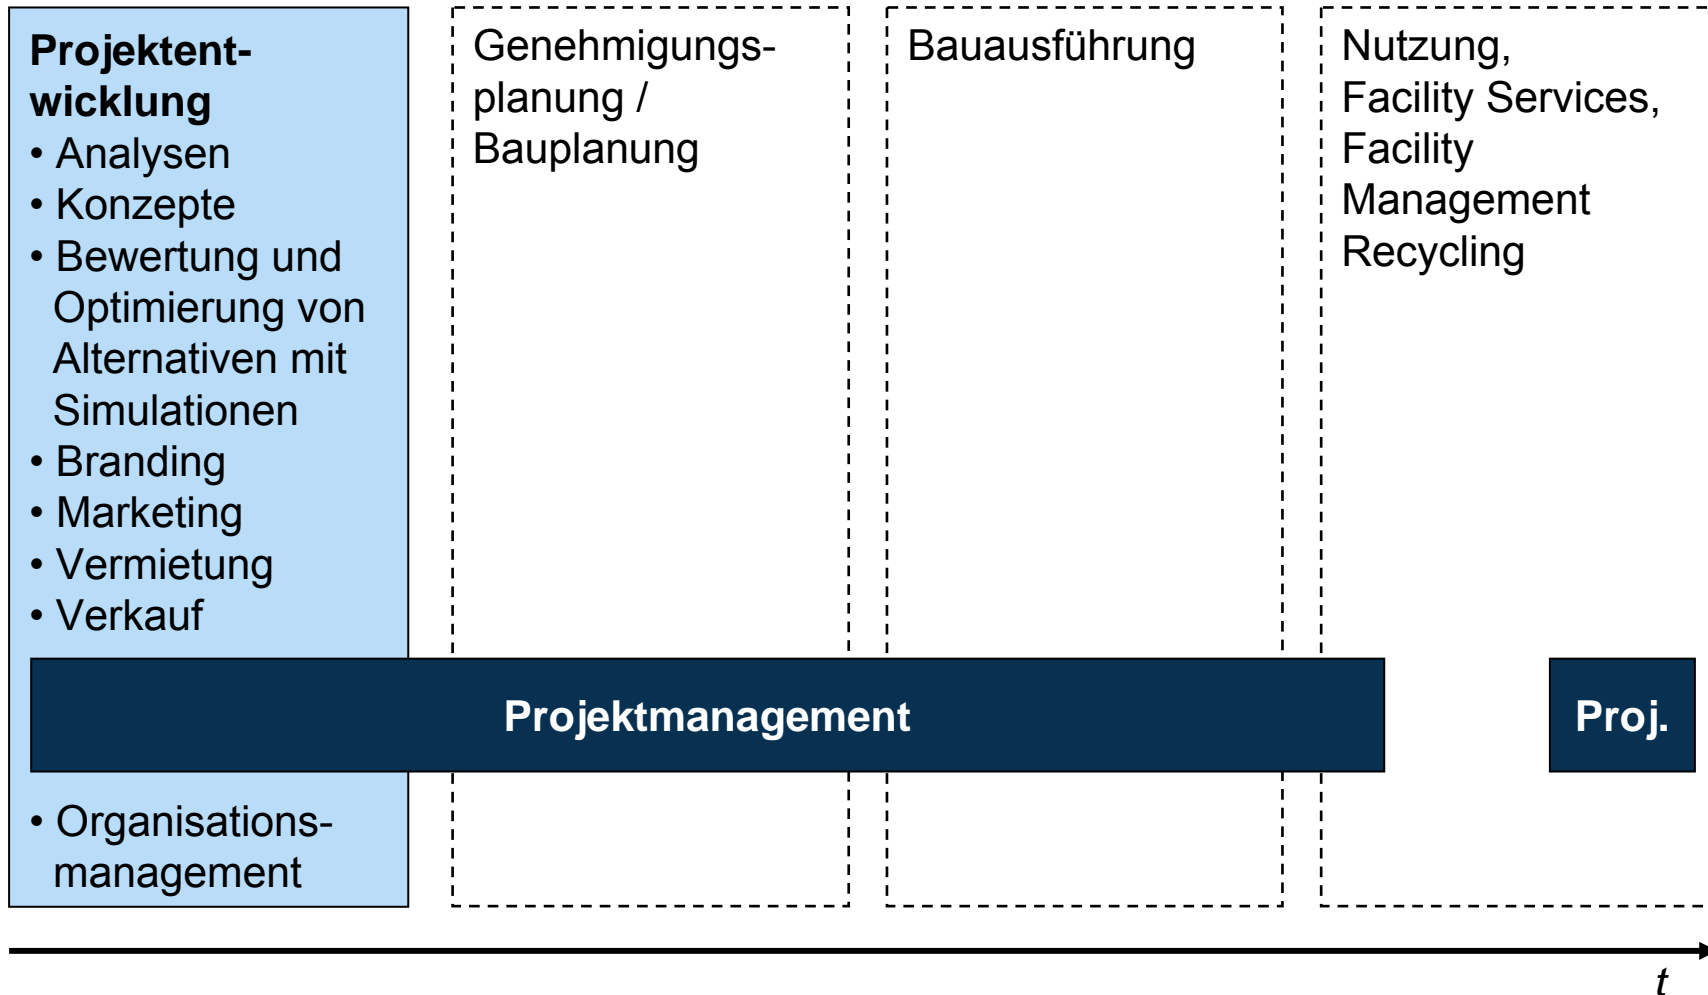 Projektent-
wicklung
• Analysen
• Konzepte
• Bewertung und
Optimierung von
Alternativen mit
Simulationen
• Branding
• Marketing
• Vermietung
• Verkauf
• Organisations-
management
Genehmigungs-
planung /
Bauplanung
Bauausführung
Nutzung,
Facility Services,
Facility
Management
Recycling
Projektmanagement
Proj.
t